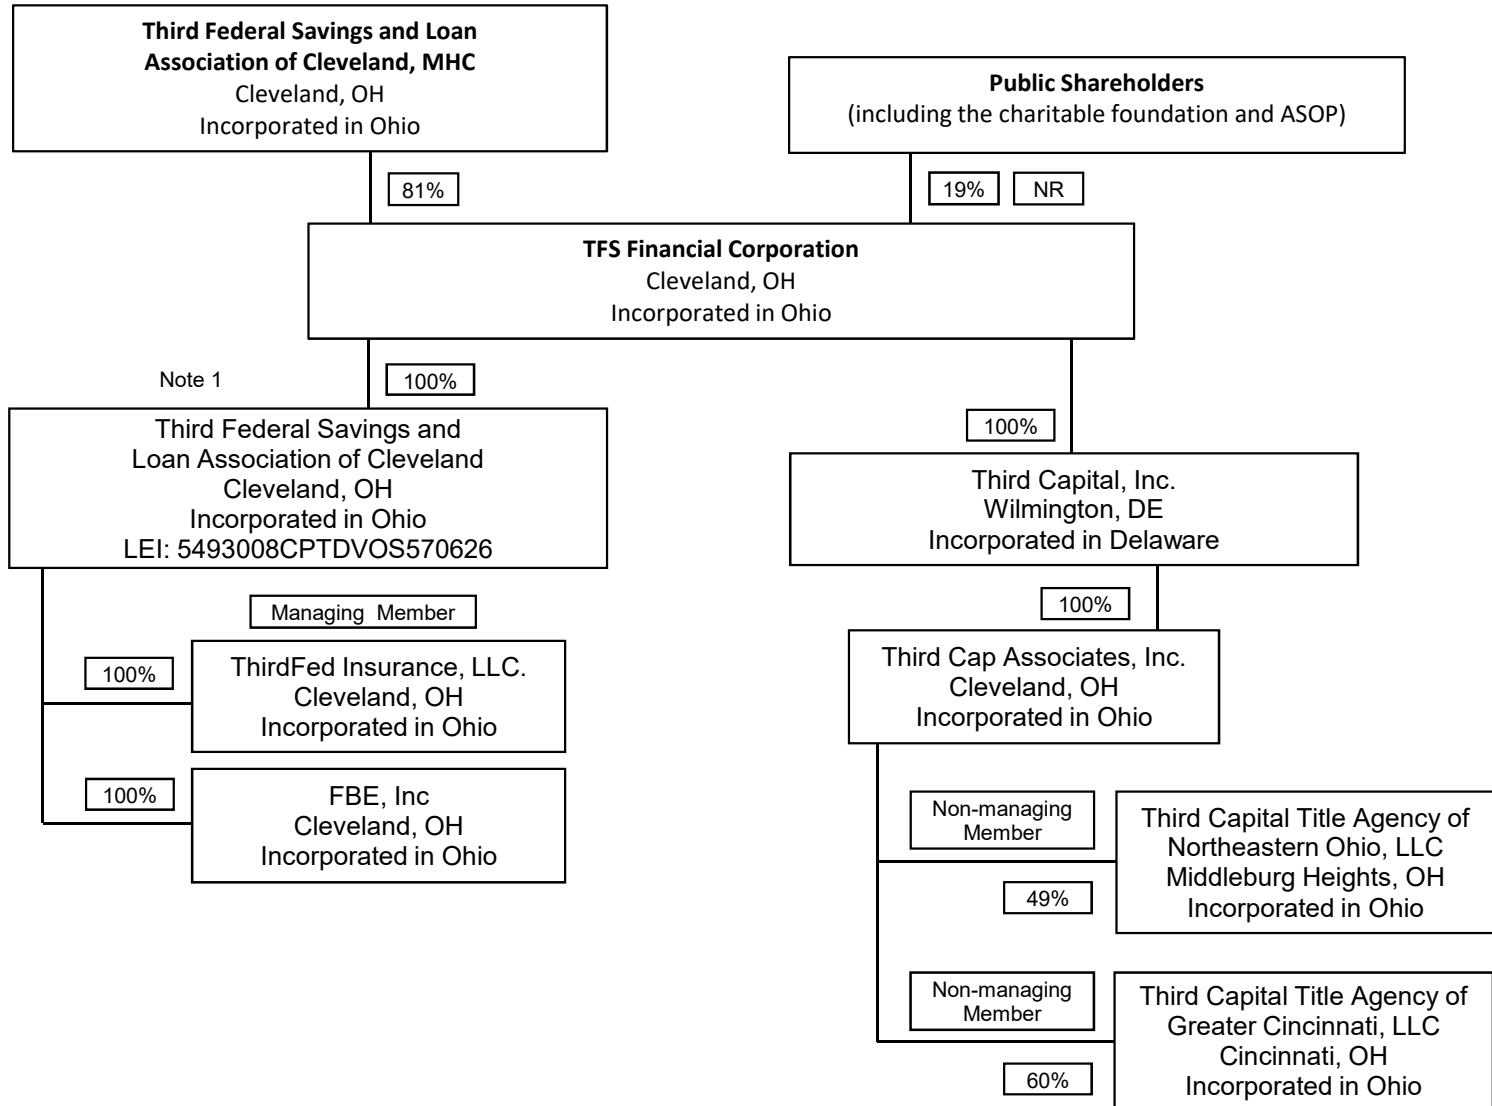 Third Federal Savings and Loan
Association of Cleveland, MHC
Cleveland, OH
Incorporated in Ohio
Public Shareholders
(including the charitable foundation and ASOP)
81%
19%
NR
TFS Financial Corporation
Cleveland, OH
Incorporated in Ohio
Note 1
100%
Third Federal Savings and
Loan Association of Cleveland
Cleveland, OH
Incorporated in Ohio
LEI: 5493008CPTDVOS570626
100%
Third Capital, Inc.
Wilmington, DE
Incorporated in Delaware
Managing Member
100%
ThirdFed Insurance, LLC.
Cleveland, OH
Incorporated in Ohio
100%
FBE, Inc
Cleveland, OH
Incorporated in Ohio
100%
Third Cap Associates, Inc.
Cleveland, OH
Incorporated in Ohio
Non-managing
Member
49%
Third Capital Title Agency of
Northeastern Ohio, LLC
Middleburg Heights, OH
Incorporated in Ohio
Non-managing
Member
60%
Third Capital Title Agency of
Greater Cincinnati, LLC
Cincinnati, OH
Incorporated in Ohio